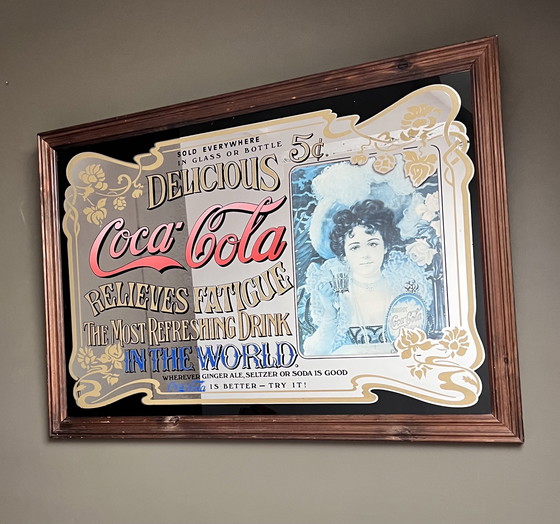 SOLD EVERYWHERE
IN GLASS OR BOTTLE 5¢
DELICIOUS
Coca-Cola
RELIEVES FATIGUE
THE MOST REFRESHING DRINK
IN THE WORLD.
WHEREVER GINGER ALE, SELTZER OR SODA IS GOOD
IS BETTER – TRY IT!